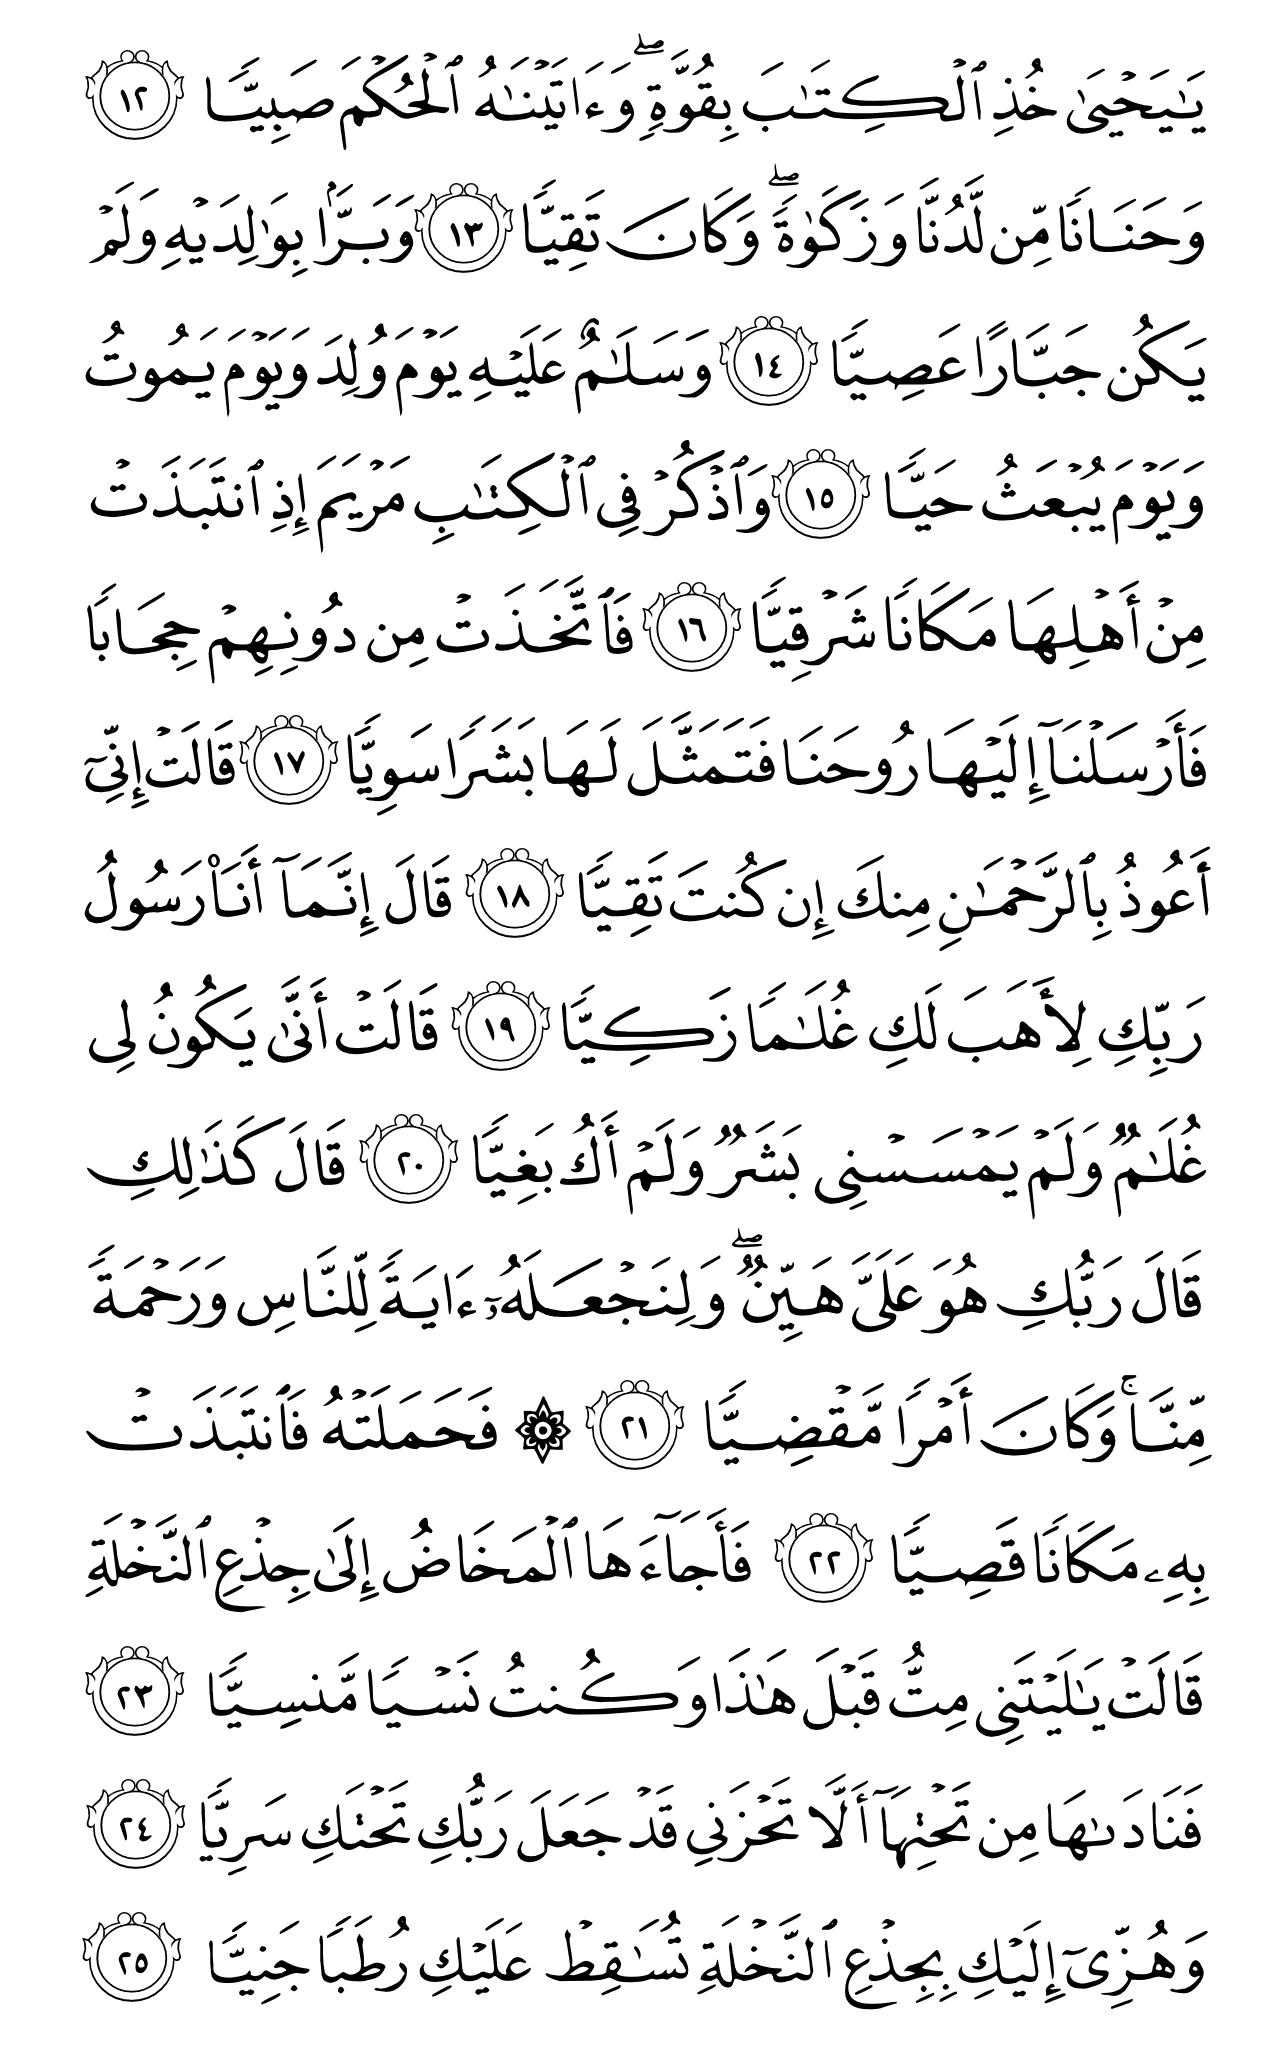 يَـٰيَحۡيَىٰ خُذِ ٱلۡكِتَـٰبَ بِقُوَّةٖۖ وَءَاتَيۡنَـٰهُ ٱلۡحُكۡمَ صَبِيّٗا ١٢
وَحَنَانٗا مِّن لَّدُنَّا وَزَكَوٰةٗۖ وَكَانَ تَقِيّٗا ١٣ وَبَرَّۢا بِوَٰلِدَيۡهِ وَلَمۡ
يَكُن جَبَّارًا عَصِيّٗا ١٤ وَسَلَـٰمٌ عَلَيۡهِ يَوۡمَ وُلِدَ وَيَوۡمَ يَمُوتُ
وَيَوۡمَ يُبۡعَثُ حَيّٗا ١٥ وَٱذۡكُرۡ فِي ٱلۡكِتَـٰبِ مَرۡيَمَ إِذِ ٱنتَبَذَتۡ
مِنۡ أَهۡلِهَا مَكَانٗا شَرۡقِيّٗا ١٦ فَٱتَّخَذَتۡ مِن دُونِهِمۡ حِجَابٗا
فَأَرۡسَلۡنَآ إِلَيۡهَا رُوحَنَا فَتَمَثَّلَ لَهَا بَشَرٗا سَوِيّٗا ١٧ قَالَتۡ إِنِّيٓ
أَعُوذُ بِٱلرَّحۡمَـٰنِ مِنكَ إِن كُنتَ تَقِيّٗا ١٨ قَالَ إِنَّمَآ أَنَا۠ رَسُولُ
رَبِّكِ لِأَهَبَ لَكِ غُلَـٰمٗا زَكِيّٗا ١٩ قَالَتۡ أَنَّىٰ يَكُونُ لِي
غُلَـٰمٞ وَلَمۡ يَمۡسَسۡنِي بَشَرٞ وَلَمۡ أَكُ بَغِيّٗا ٢٠ قَالَ كَذَٰلِكِ
قَالَ رَبُّكِ هُوَ عَلَيَّ هَيِّنٞۖ وَلِنَجۡعَلَهُۥٓ ءَايَةٗ لِّلنَّاسِ وَرَحۡمَةٗ
مِّنَّاۚ وَكَانَ أَمۡرٗا مَّقۡضِيّٗا ٢١ ۞ فَحَمَلَتۡهُ فَٱنتَبَذَتۡ
بِهِۦ مَكَانٗا قَصِيّٗا ٢٢ فَأَجَآءَهَا ٱلۡمَخَاضُ إِلَىٰ جِذۡعِ ٱلنَّخۡلَةِ
قَالَتۡ يَـٰلَيۡتَنِي مِتُّ قَبۡلَ هَـٰذَا وَكُنتُ نَسۡيٗا مَّنسِيّٗا ٢٣
فَنَادَىٰهَا مِن تَحۡتِهَآ أَلَّا تَحۡزَنِي قَدۡ جَعَلَ رَبُّكِ تَحۡتَكِ سَرِيّٗا ٢٤
وَهُزِّيٓ إِلَيۡكِ بِجِذۡعِ ٱلنَّخۡلَةِ تُسَـٰقِطۡ عَلَيۡكِ رُطَبٗا جَنِيّٗا ٢٥